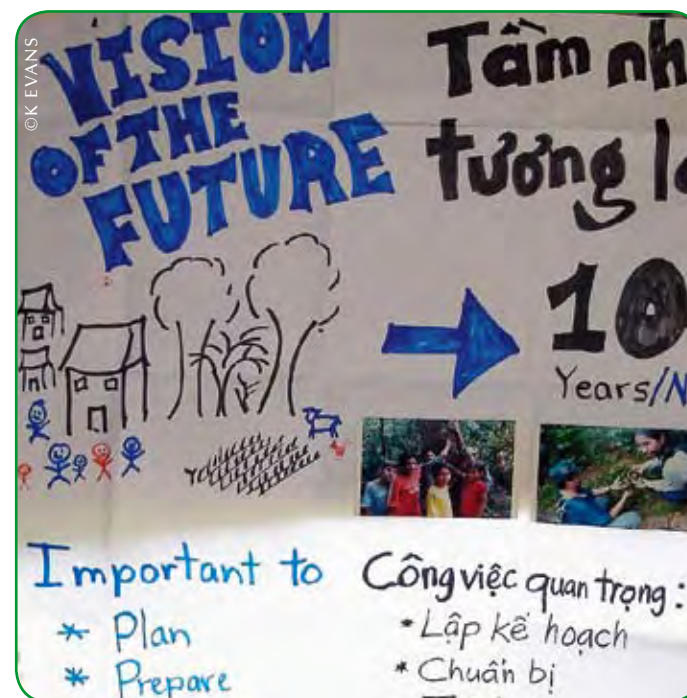 ©K EVANS
VISION
OF THE
FUTURE
Tầm nh
tương l
10
Years/N
Important to
* Plan
* Prepare
Công việc quan trọng :
* Lập kế hoạch
* Chuẩn bị